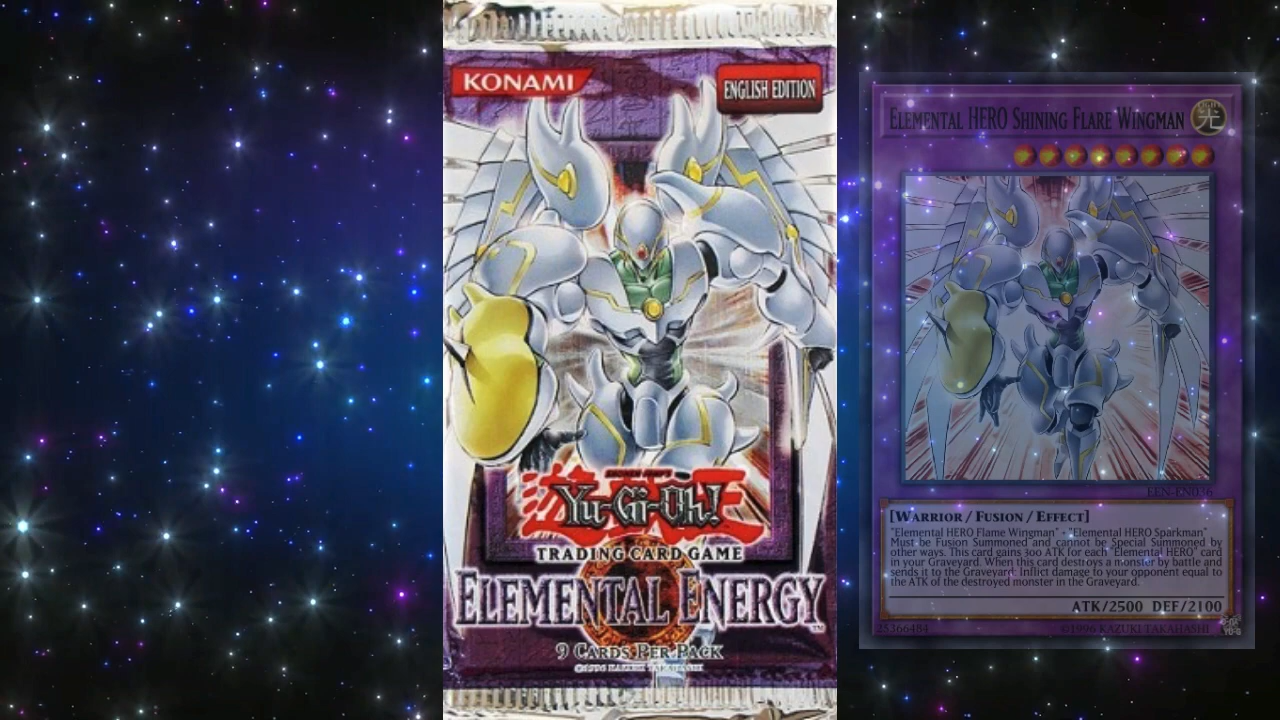 KONAMI
ENGLISH EDITION
Yu-Gi-Oh!
TRADING CARD GAME
ELEMENTAL ENERGY
9 CARDS PER PACK
ELEMENTAL HERO SHINING FLARE WINGMAN
光
EEN-EN036
[WARRIOR / FUSION / EFFECT]
"Elemental HERO Flame Wingman" + "Elemental HERO Sparkman"
Must be Fusion Summoned and cannot be Special Summoned by
other ways. This card gains 300 ATK for each "Elemental HERO" card
in your Graveyard. When this card destroys a monster by battle and
sends it to the Graveyard: Inflict damage to your opponent equal to
the ATK of the destroyed monster in the Graveyard.
ATK/2500 DEF/2100
25366484
©1996 KAZUKI TAKAHASHI